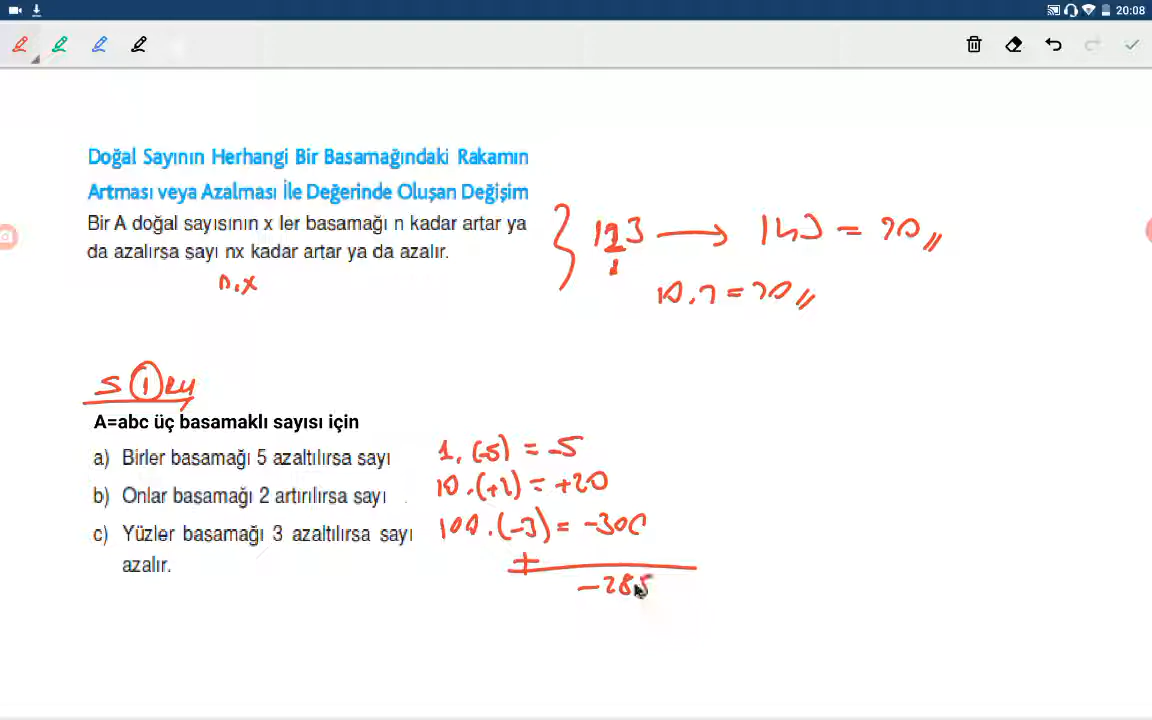 20:08
Doğal Sayının Herhangi Bir Basamağındaki Rakamın
Artması veya Azalması İle Değerinde Oluşan Değişim
Bir A doğal sayısının x ler basamağı n kadar artar ya
da azalırsa sayı nx kadar artar ya da azalır.
n.x
123 → 143 = 20 //
10.2 = 20 //
A=abc üç basamaklı sayısı için
a) Birler basamağı 5 azaltılırsa sayı
1. (-5) = -5
b) Onlar basamağı 2 artırılırsa sayı
10 . (+2) = +20
c) Yüzler basamağı 3 azaltılırsa sayı
100 . (-3) = -300
azalır.
+
-285